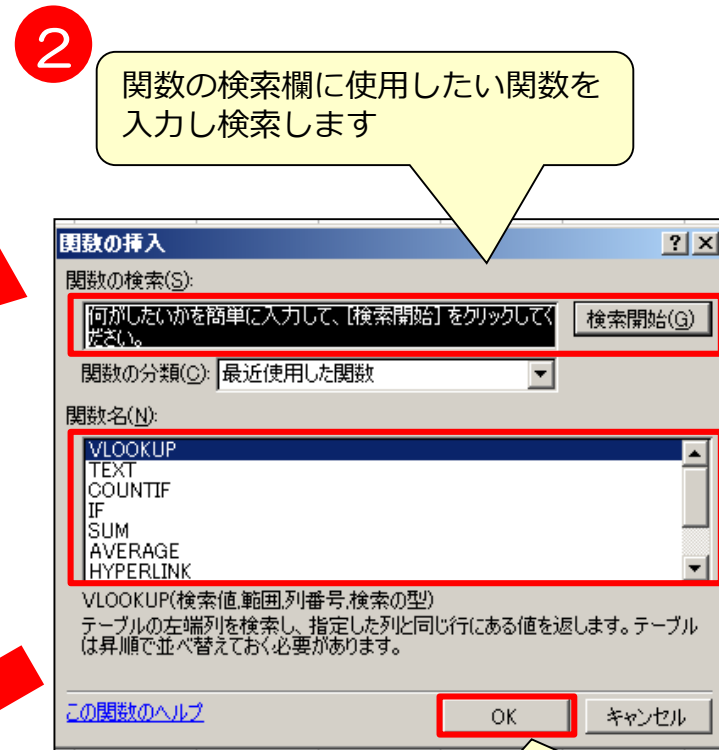 2
関数の検索欄に使用したい関数を
入力し検索します
関数の挿入
?
×
関数の検索(S):
何がしたいかを簡単に入力して、[検索開始] をクリックしてく
ださい。
検索開始(G)
関数の分類(C):
最近使用した関数
関数名(N):
VLOOKUP
TEXT
COUNTIF
IF
SUM
AVERAGE
HYPERLINK
VLOOKUP(検索値,範囲,列番号,検索の型)
テーブルの左端列を検索し、指定した列と同じ行にある値を返します。テーブル
は昇順で並べ替えておく必要があります。
この関数のヘルプ
OK
キャンセル